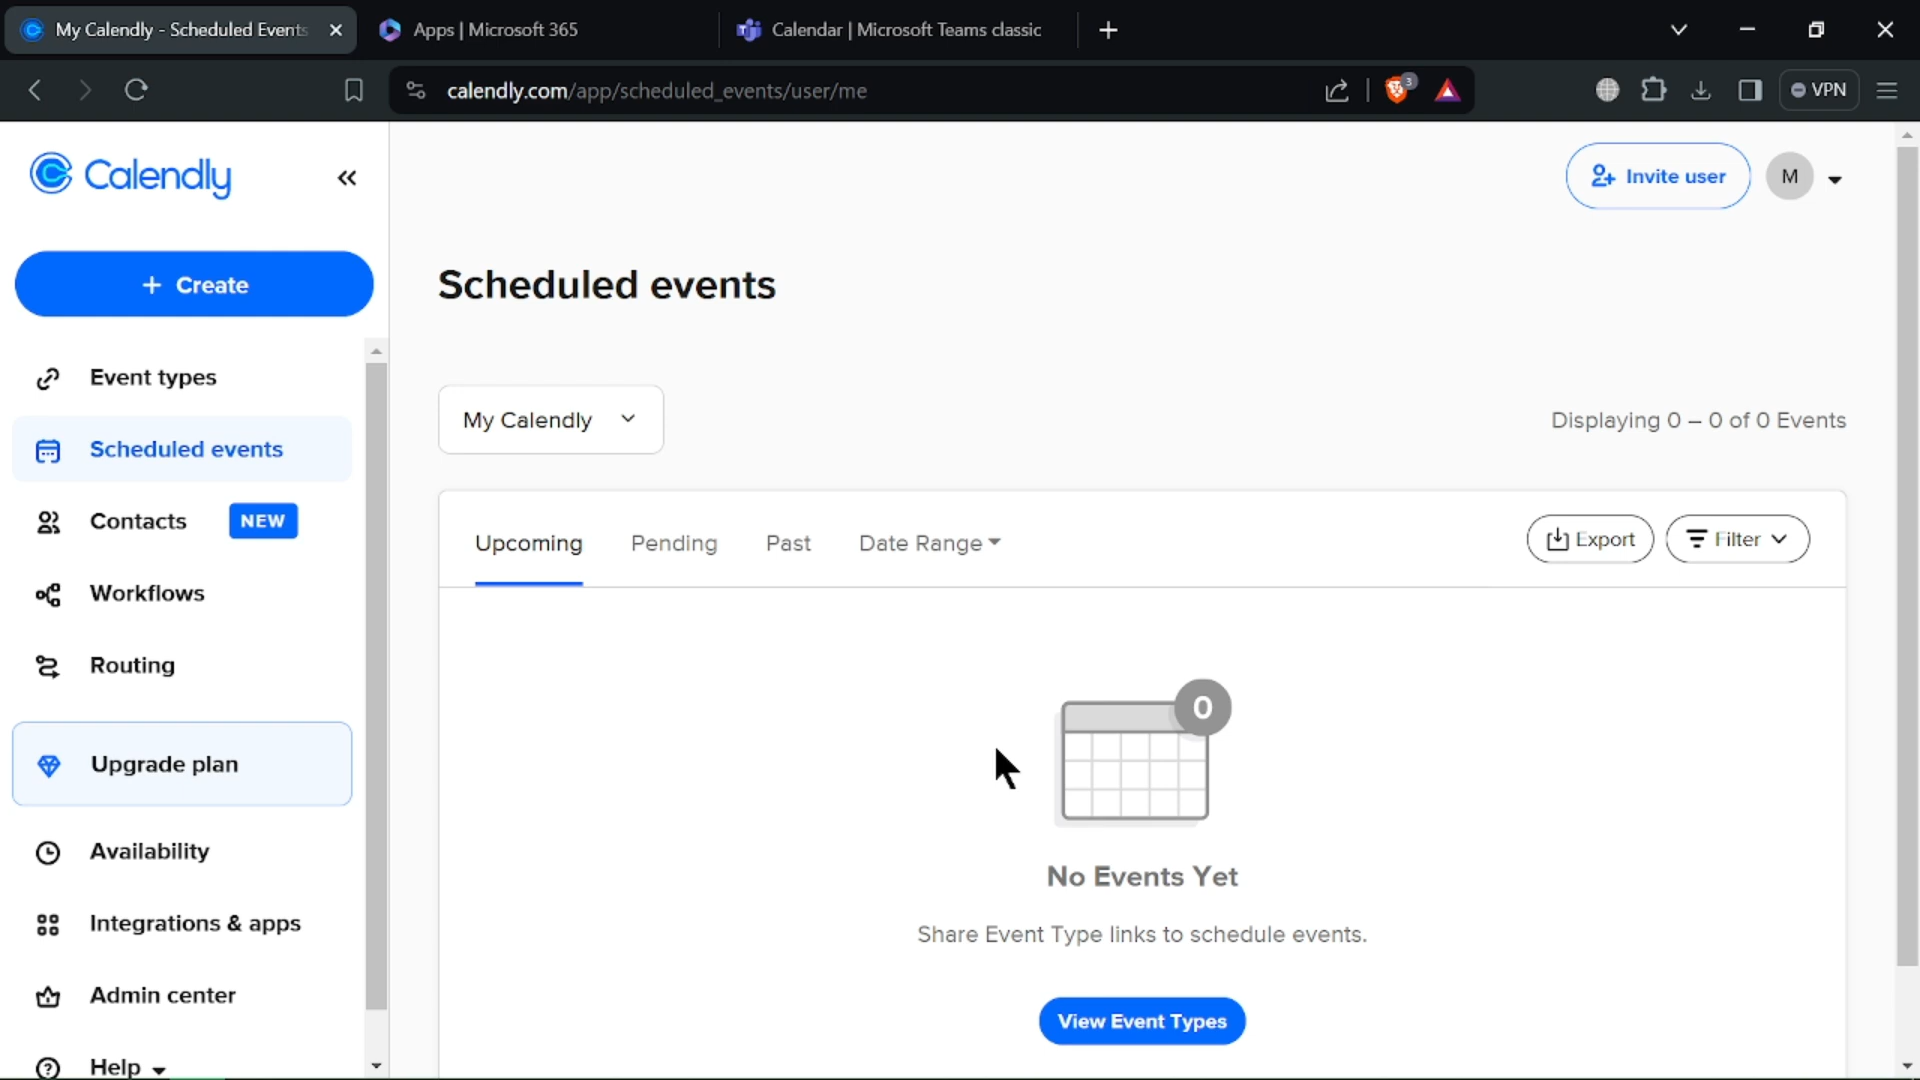 My Calendly - Scheduled Events
Apps | Microsoft 365
Calendar | Microsoft Teams classic
calendly.com/app/scheduled_events/user/me
3
VPN
Calendly
Invite user
M
+ Create
Scheduled events
Event types
My Calendly
Displaying 0 – 0 of 0 Events
Scheduled events
Contacts NEW
Upcoming
Pending
Past
Date Range
Export
Filter
Workflows
Routing
0
Upgrade plan
Availability
No Events Yet
Integrations & apps
Share Event Type links to schedule events.
Admin center
View Event Types
Help